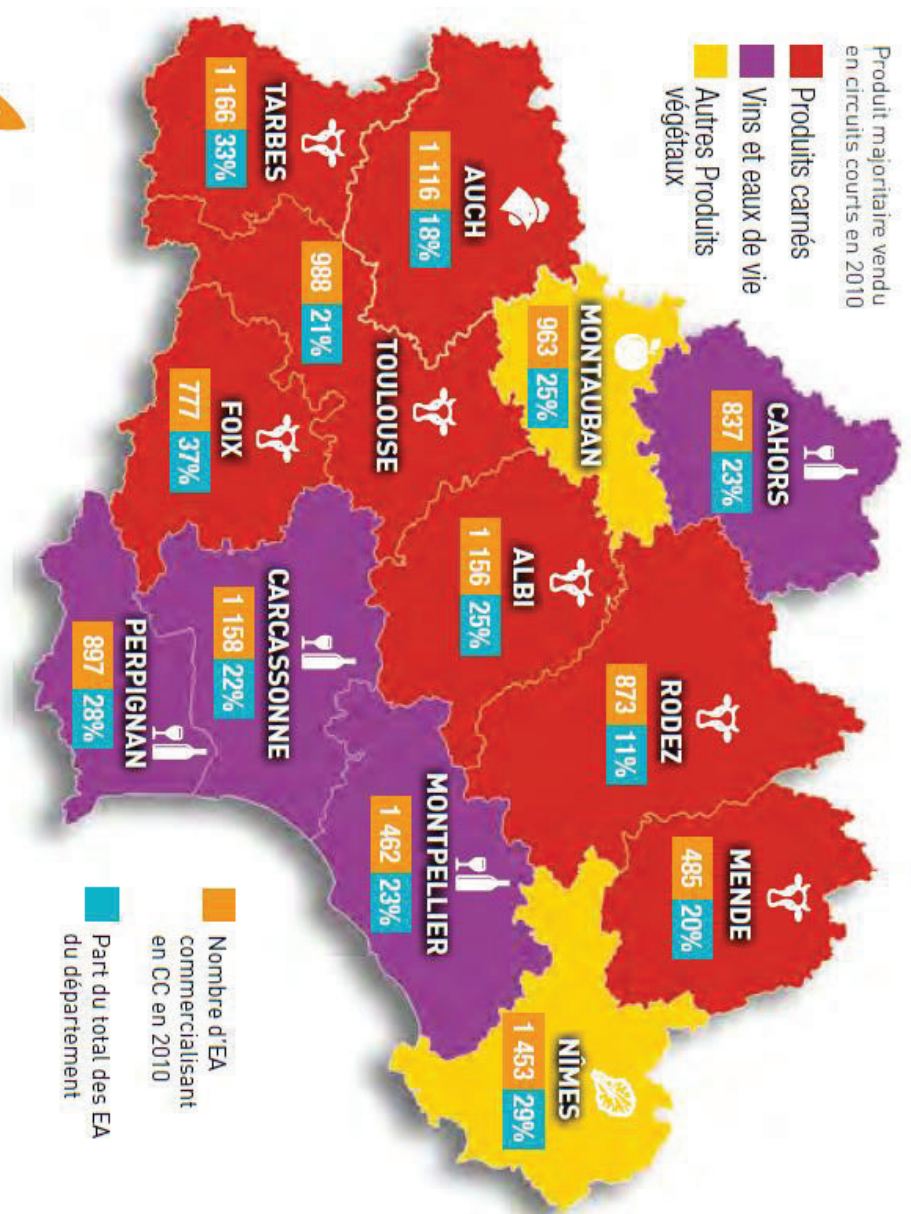 Produit majoritaire vendu
en circuits courts en 2010
Produits carnés
Vins et eaux de vie
Autres Produits
végétaux
CAHORS
837 23%
RODEZ
873 11%
MENDE
485 20%
MONTAUBAN
963 25%
AUCH
1 116 18%
ALBI
1 156 25%
NÎMES
1 453 29%
TOULOUSE
988 21%
MONTPELLIER
1 462 23%
TARBES
1 166 33%
FOIX
777 37%
CARCASSONNE
1 158 22%
PERPIGNAN
897 28%
Nombre d'EA
commercialisant
en CC en 2010
Part du total des EA
du département